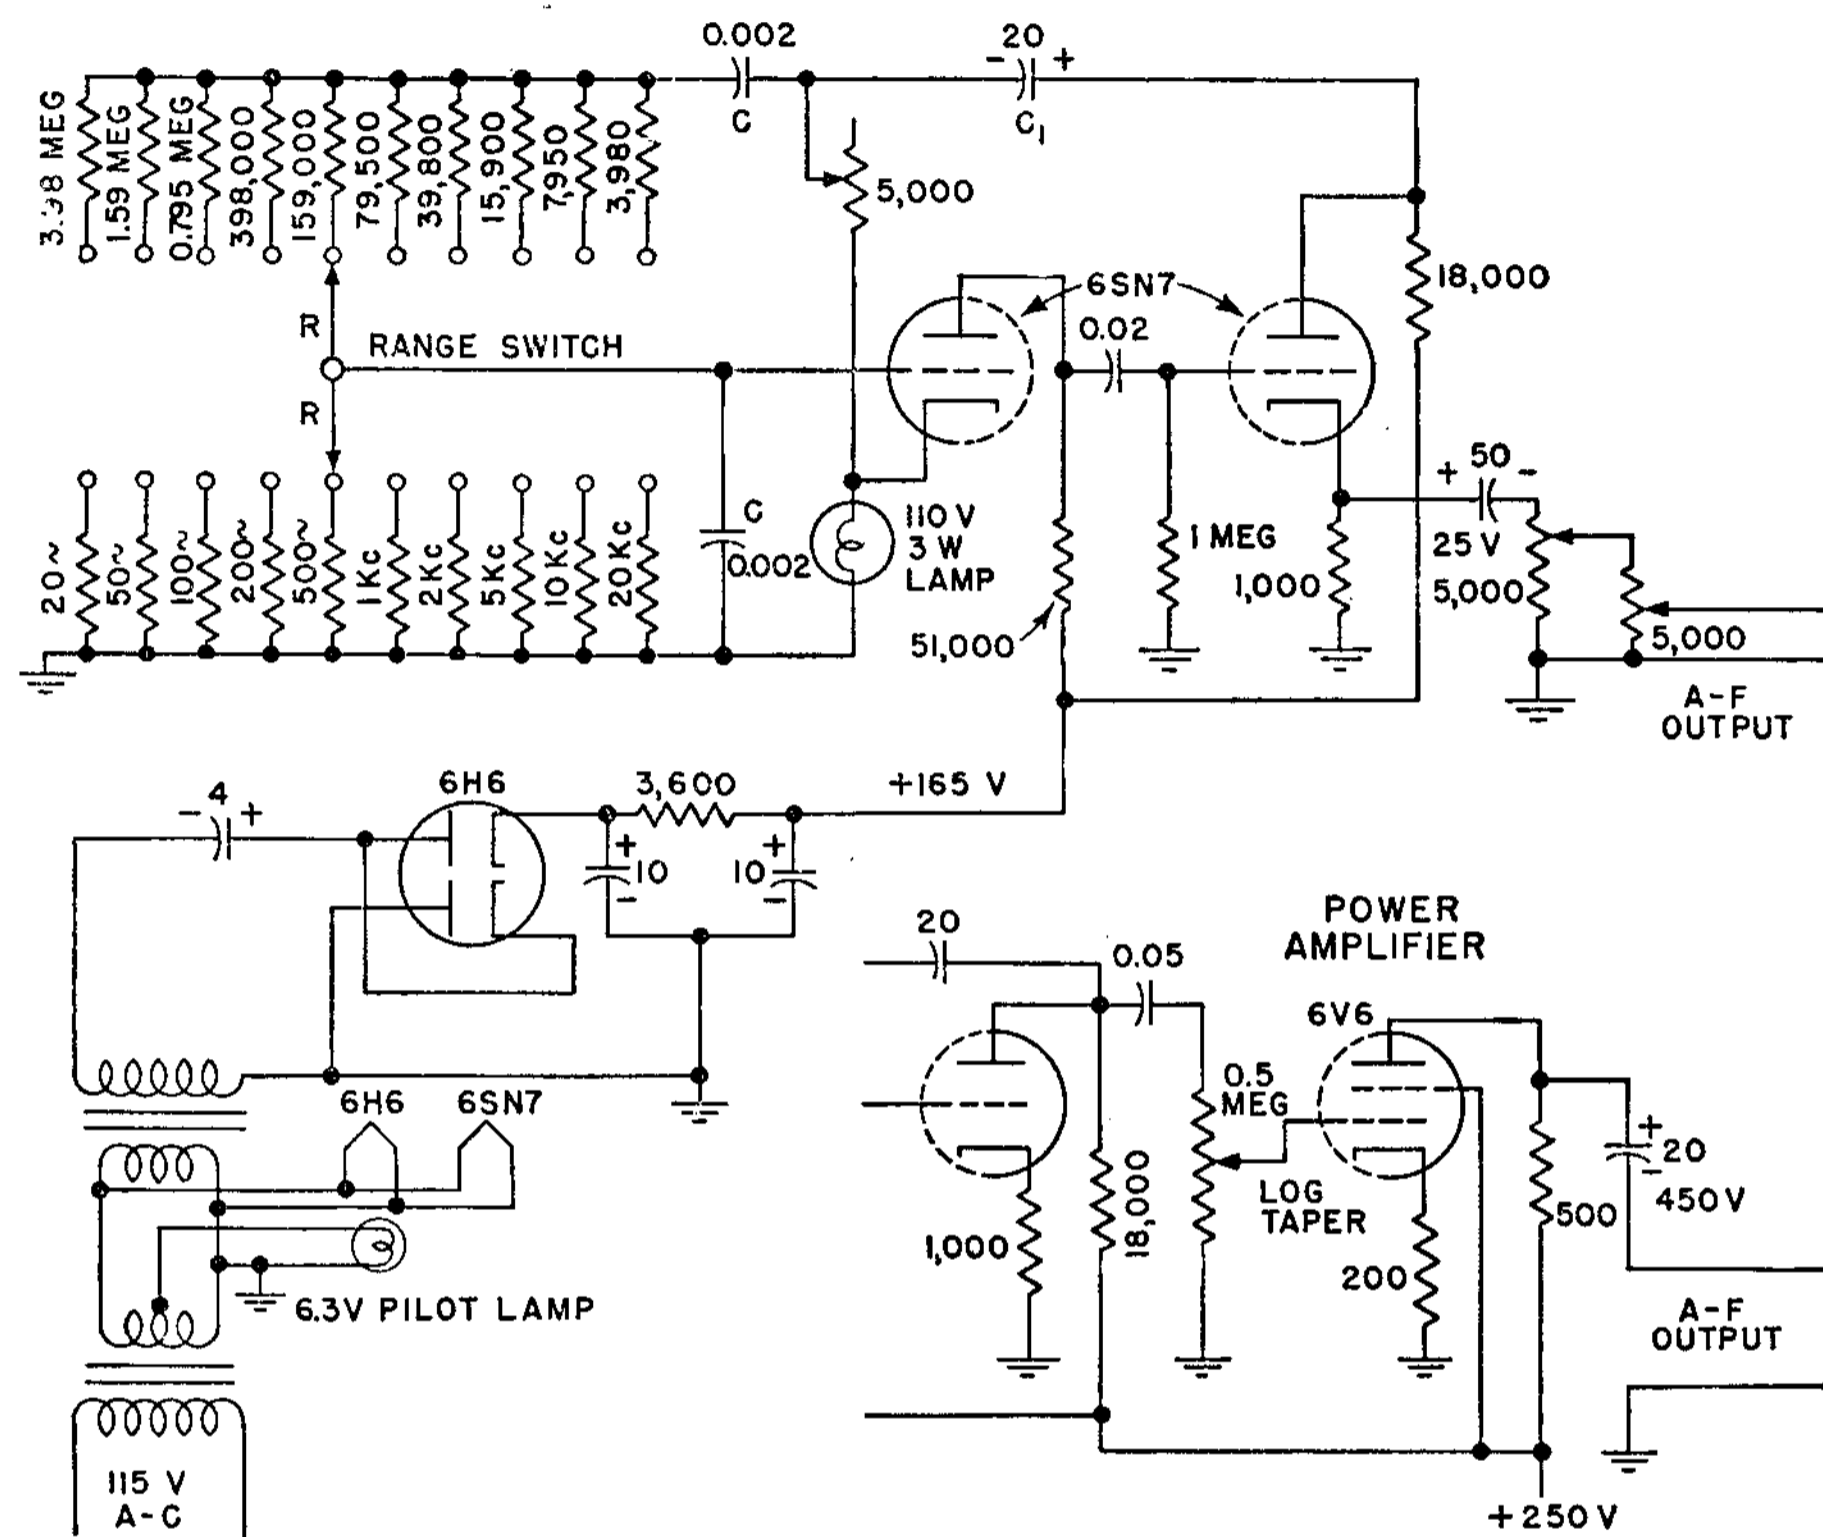 0.002
C
- 20 +
C1
3.98 MEG
1.59 MEG
0.795 MEG
398,000
159,000
79,500
39,800
15,900
7,950
3,980
5,000
R
RANGE SWITCH
R
6SN7
0.02
18,000
20~
50~
100~
200~
500~
1Kc
2Kc
5Kc
10Kc
20Kc
C
0.002
110 V
3 W
LAMP
51,000
1 MEG
1,000
+ 50 -
25 V
5,000
5,000
A-F
OUTPUT
- 4 +
6H6
3,600
+165 V
+
10
-
+
10
-
6H6
6SN7
6.3V PILOT LAMP
115 V
A-C
20
0.05
POWER
AMPLIFIER
6V6
0.5
MEG
LOG
TAPER
1,000
18,000
200
500
+
20
-
450V
A-F
OUTPUT
+250V